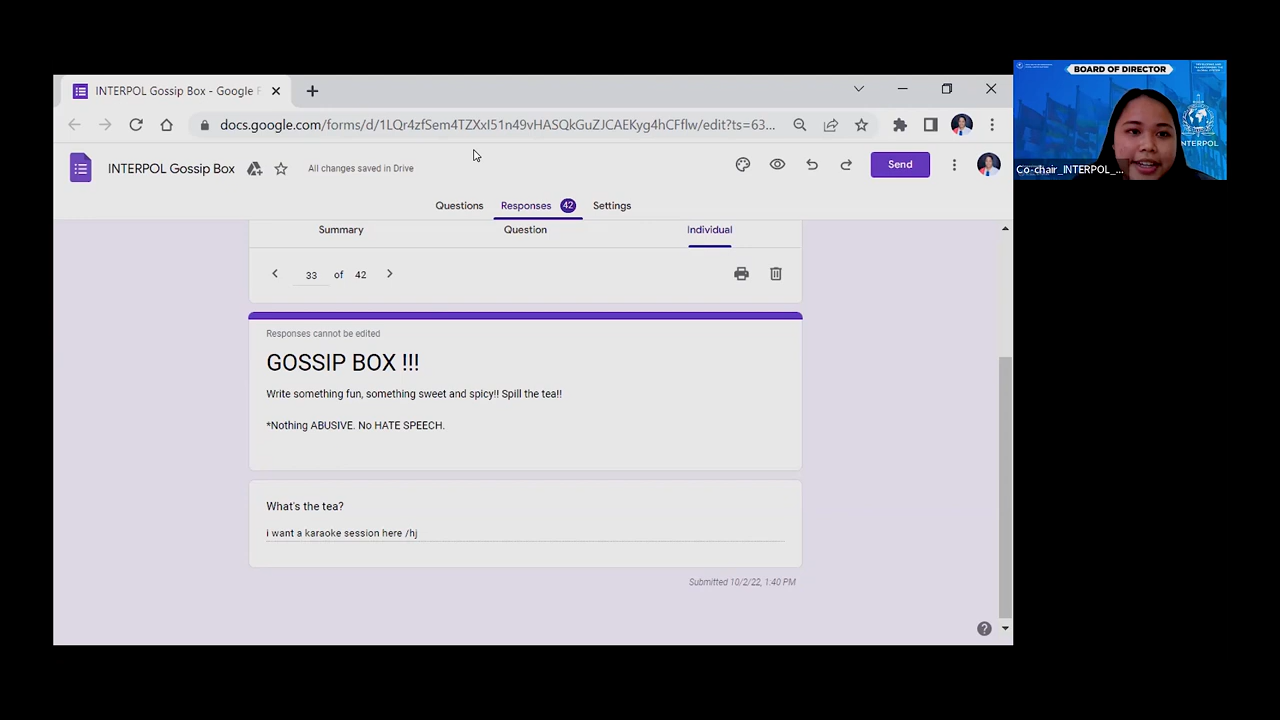 INTERPOL Gossip Box - Google F
docs.google.com/forms/d/1LQr4zfSem4TZXxI51n49vHASQkGuZJCAEKyg4hCFflw/edit?ts=63...
INTERPOL Gossip Box
All changes saved in Drive
Send
Questions
Responses 42
Settings
Summary
Question
Individual
33 of 42
Responses cannot be edited
GOSSIP BOX !!!
Write something fun, something sweet and spicy!! Spill the tea!!
*Nothing ABUSIVE. No HATE SPEECH.
What's the tea?
i want a karaoke session here /hj
Submitted 10/2/22, 1:40 PM
BOARD OF DIRECTOR
NTERPOL
Co-chair_INTERPOL_...